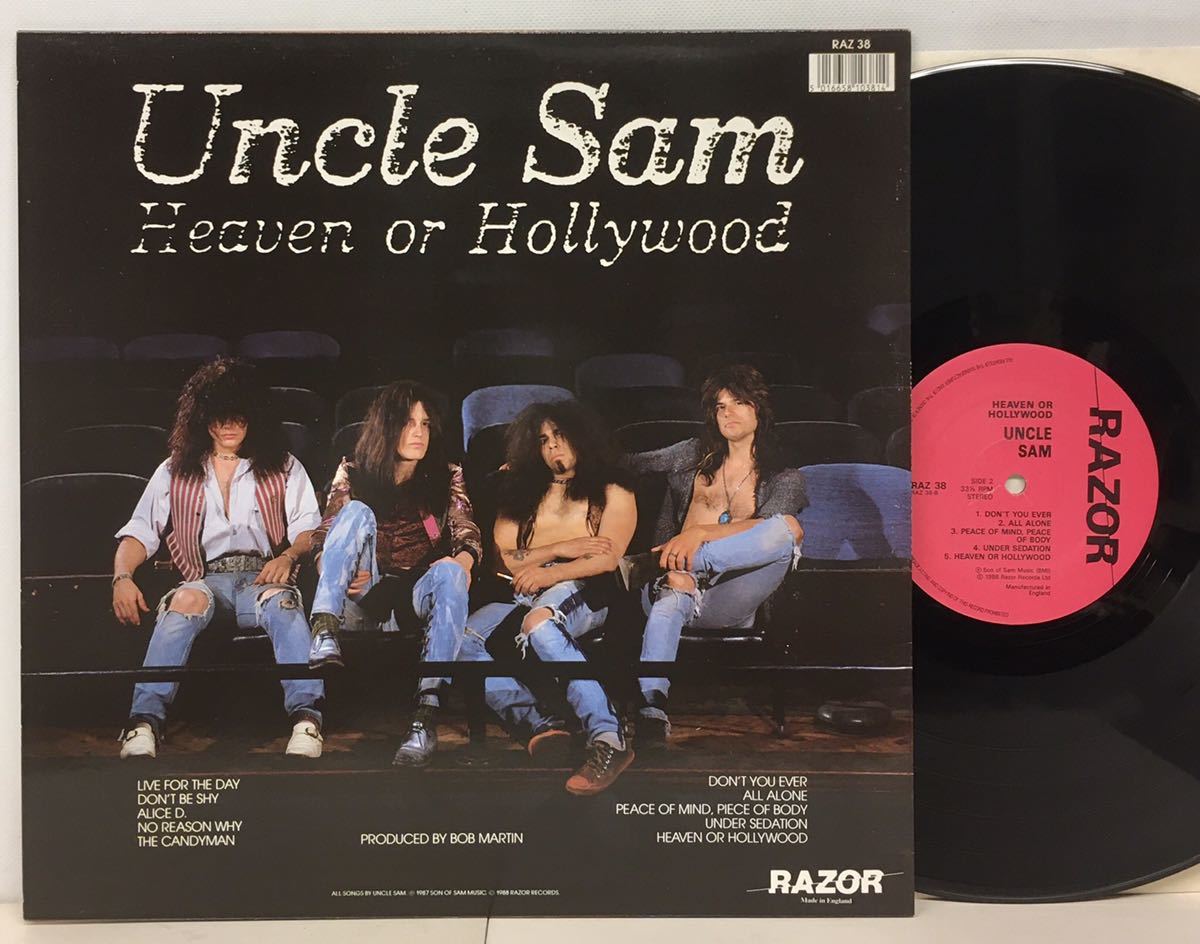 RAZ 38
5 016658 103814
Uncle Sam
Heaven or Hollywood
LIVE FOR THE DAY
DON'T BE SHY
ALICE D.
NO REASON WHY
THE CANDYMAN
PRODUCED BY BOB MARTIN
DON'T YOU EVER
ALL ALONE
PEACE OF MIND, PIECE OF BODY
UNDER SEDATION
HEAVEN OR HOLLYWOOD
ALL SONGS BY UNCLE SAM. ℗ 1987 SON OF SAM MUSIC. © 1988 RAZOR RECORDS.
RAZOR
Made in England
HEAVEN OR
HOLLYWOOD
UNCLE
SAM
RAZOR
RAZ 38
RAZ 38-B
SIDE 2
33⅓ RPM
STEREO
1. DON'T YOU EVER
2. ALL ALONE
3. PEACE OF MIND, PEACE
OF BODY
4. UNDER SEDATION
5. HEAVEN OR HOLLYWOOD
℗ Son of Sam Music (BMI)
© 1988 Razor Records Ltd
Manufactured in
England